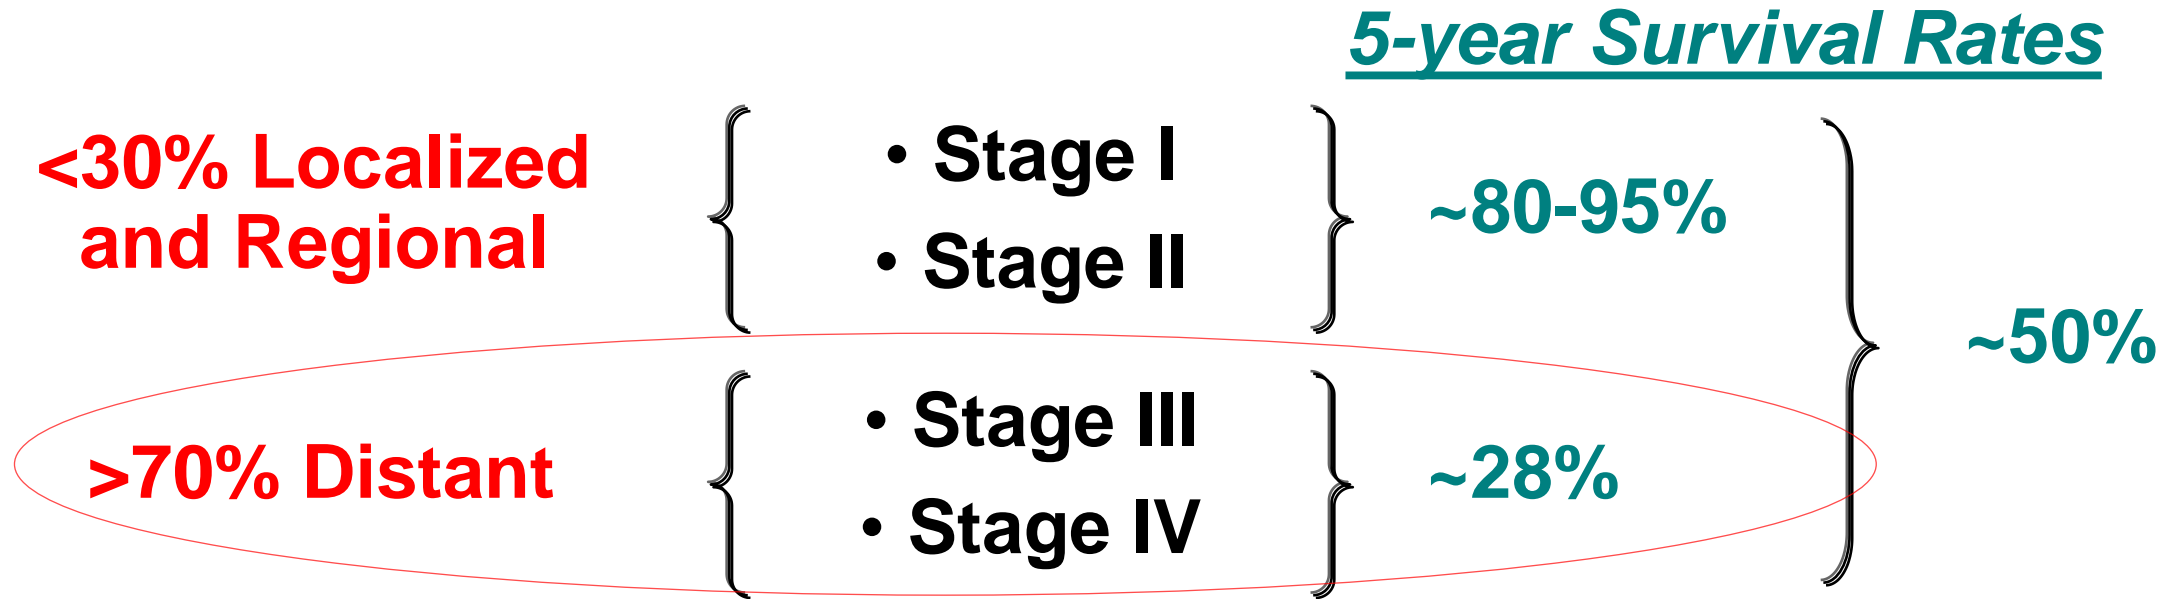 5-year Survival Rates
<30% Localized
and Regional
• Stage I
• Stage II
~80-95%
~50%
>70% Distant
• Stage III
• Stage IV
~28%